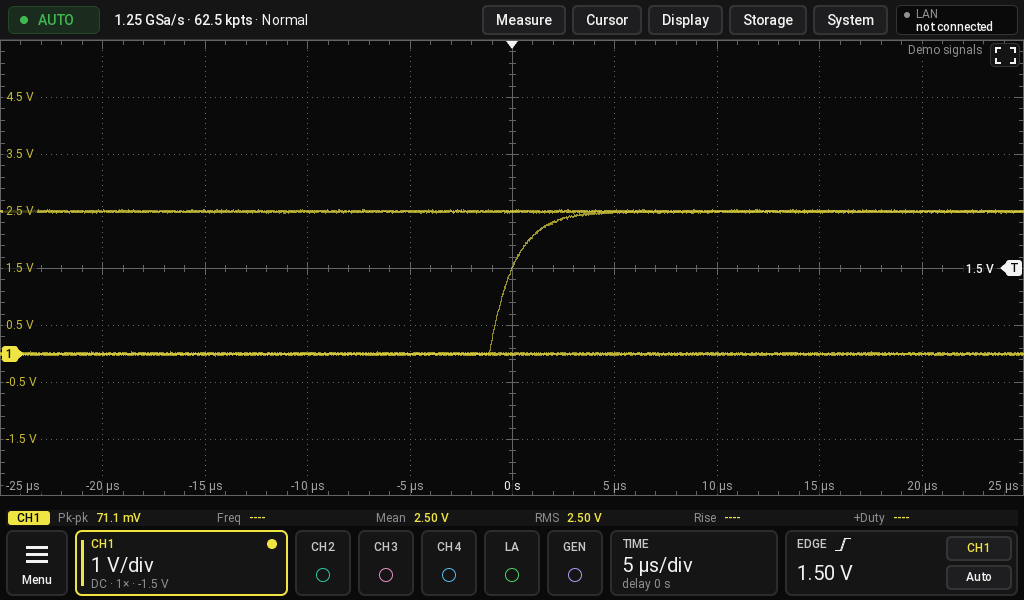 AUTO 1.25 GSa/s · 62.5 kpts · Normal Measure Cursor Display Storage System LAN
not connected
Demo signals
4.5 V
3.5 V
2.5 V
1.5 V 1.5 V T
0.5 V
1
-0.5 V
-1.5 V
-25 µs -20 µs -15 µs -10 µs -5 µs 0 s 5 µs 10 µs 15 µs 20 µs 25 µs
CH1 Pk-pk 71.1 mV Freq ---- Mean 2.50 V RMS 2.50 V Rise ---- +Duty ----
Menu
CH1
1 V/div
DC · 1× · -1.5 V
CH2 CH3 CH4 LA GEN
TIME
5 µs/div
delay 0 s
EDGE
1.50 V
CH1
Auto